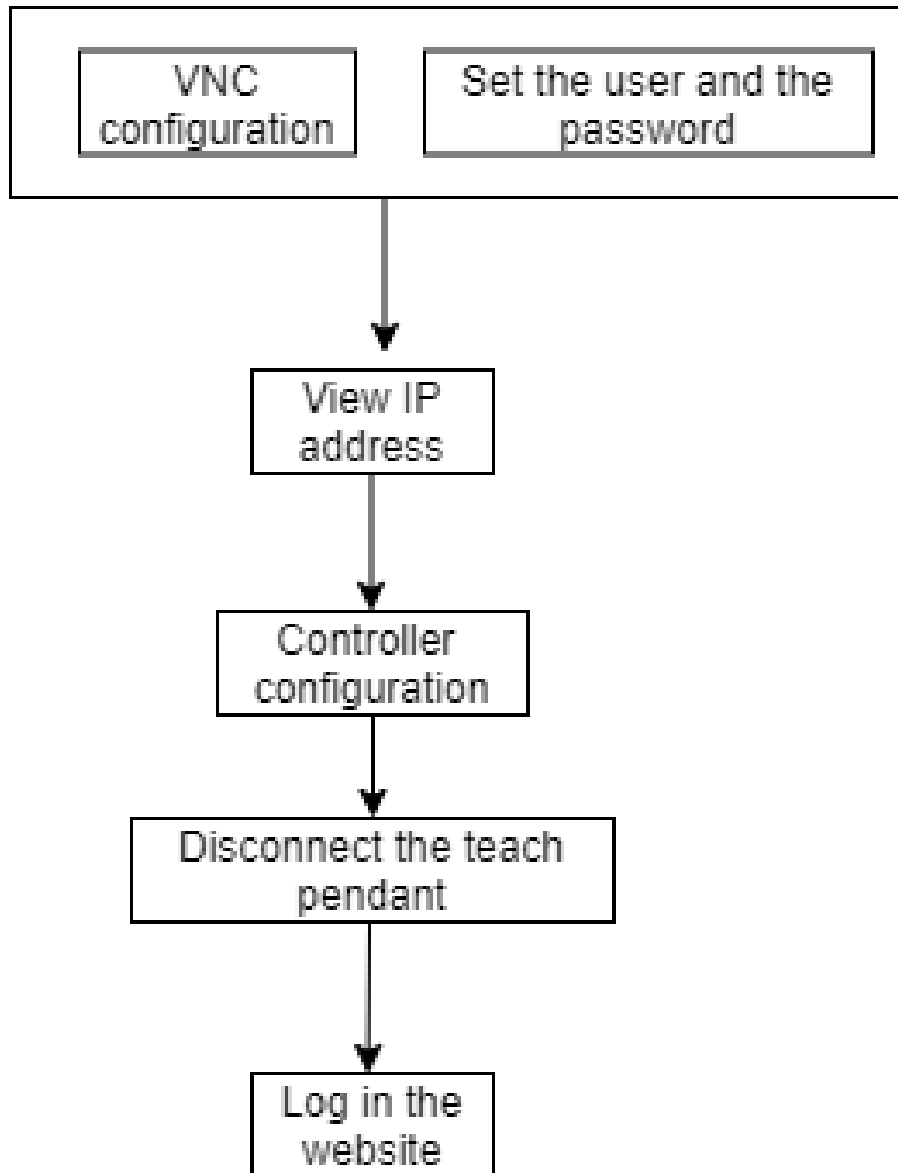 VNC
configuration
Set the user and the
password
View IP
address
Controller
configuration
Disconnect the teach
pendant
Log in the
website